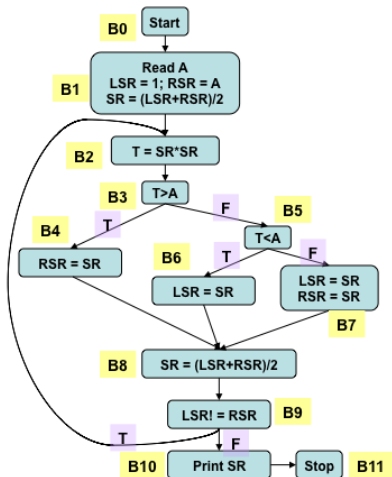 B0
Start
B1
Read A
LSR = 1; RSR = A
SR = (LSR+RSR)/2
B2
T = SR*SR
B3
T>A
T
F
B4
RSR = SR
B5
T<A
T
F
B6
LSR = SR
LSR = SR
RSR = SR
B7
B8
SR = (LSR+RSR)/2
LSR! = RSR
B9
T
F
B10
Print SR
Stop
B11